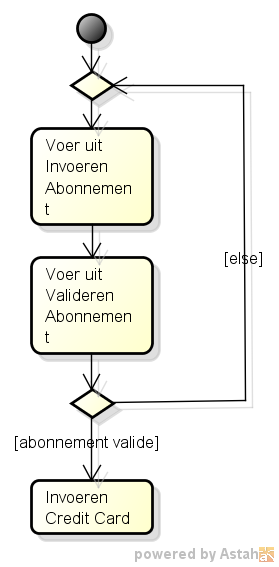 Voer uit
Invoeren
Abonnemen
t
[else]
Voer uit
Valideren
Abonnemen
t
[abonnement valide]
Invoeren
Credit Card
powered by Astah